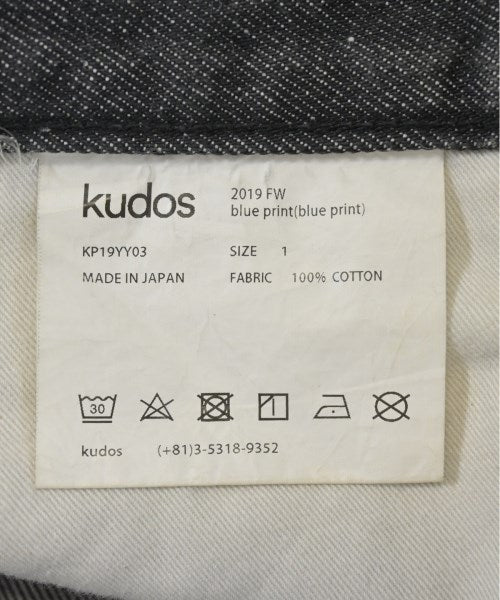 kudos
2019 FW
blue print(blue print)
KP19YY03 SIZE 1
MADE IN JAPAN FABRIC 100% COTTON
30
kudos (+81)3-5318-9352